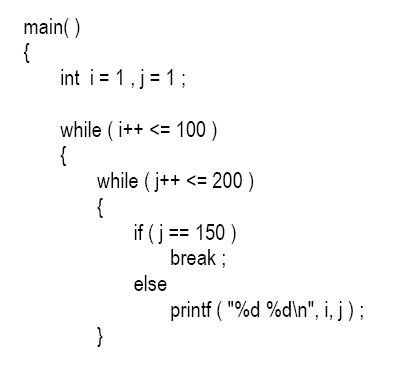 main( )
{
int i = 1 , j = 1 ;
while ( i++ <= 100 )
{
while ( j++ <= 200 )
{
if ( j == 150 )
break ;
else
printf ( "%d %d\n", i, j ) ;
}